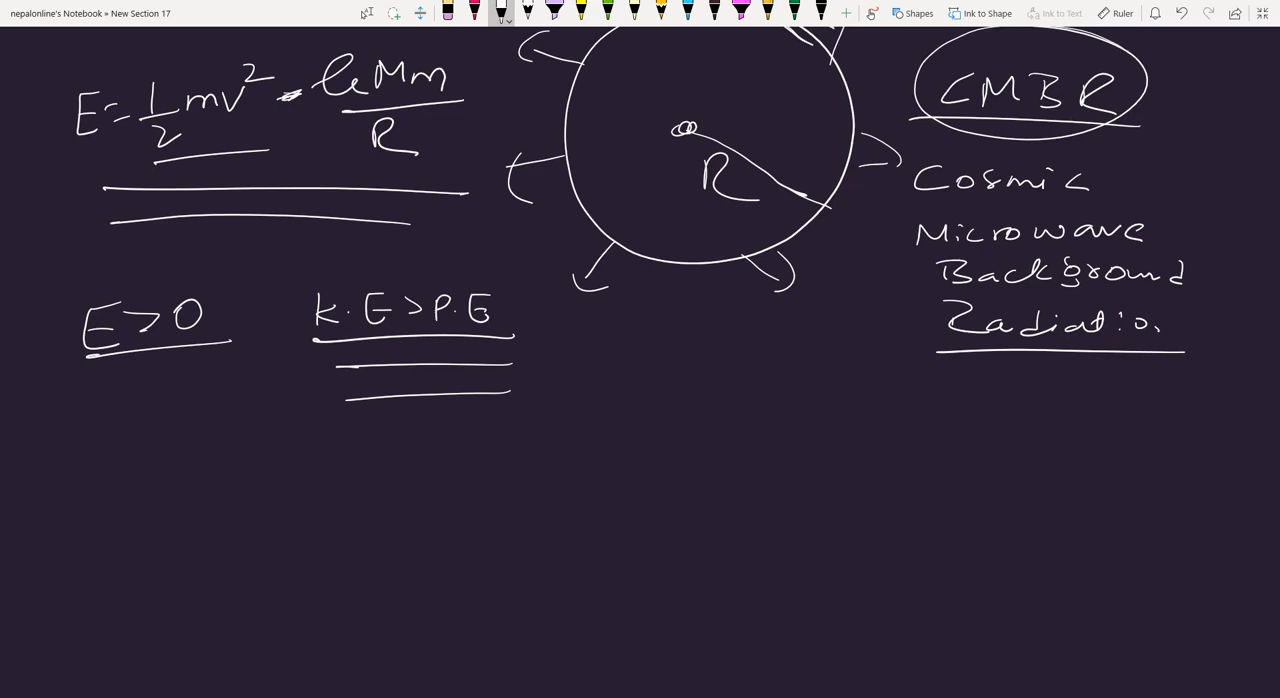 nepalonline's Notebook » New Section 17
Shapes
Ink to Shape
Ink to Text
Ruler
E = 1/2 mv² - GMm/R
R
CMBR
Cosmic
Microwave
Background
Radiation
E > 0
K.E > P.E